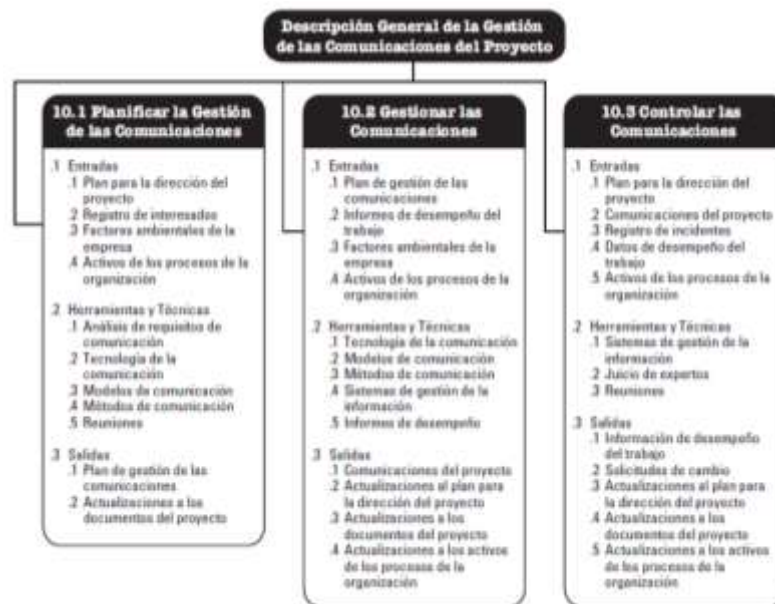 Descripción General de la Gestión
de las Comunicaciones del Proyecto
10.1 Planificar la Gestión
de las Comunicaciones
.1 Entradas
.1 Plan para la dirección del
proyecto
.2 Registro de interesados
.3 Factores ambientales de la
empresa
.4 Activos de los procesos de la
organización
.2 Herramientas y Técnicas
.1 Análisis de requisitos de
comunicación
.2 Tecnología de la
comunicación
.3 Modelos de comunicación
.4 Métodos de comunicación
.5 Reuniones
.3 Salidas
.1 Plan de gestión de las
comunicaciones
.2 Actualizaciones a los
documentos del proyecto
10.2 Gestionar las
Comunicaciones
.1 Entradas
.1 Plan de gestión de las
comunicaciones
.2 Informes de desempeño del
trabajo
.3 Factores ambientales de la
empresa
.4 Activos de los procesos de la
organización
.2 Herramientas y Técnicas
.1 Tecnología de la comunicación
.2 Modelos de comunicación
.3 Métodos de comunicación
.4 Sistemas de gestión de la
información
.5 Informes de desempeño
.3 Salidas
.1 Comunicaciones del proyecto
.2 Actualizaciones al plan para
la dirección del proyecto
.3 Actualizaciones a los
documentos del proyecto
.4 Actualizaciones a los activos
de los procesos de la
organización
10.3 Controlar las
Comunicaciones
.1 Entradas
.1 Plan para la dirección del
proyecto
.2 Comunicaciones del proyecto
.3 Registro de incidentes
.4 Datos de desempeño del
trabajo
.5 Activos de los procesos de la
organización
.2 Herramientas y Técnicas
.1 Sistemas de gestión de la
información
.2 Juicio de expertos
.3 Reuniones
.3 Salidas
.1 Información de desempeño
del trabajo
.2 Solicitudes de cambio
.3 Actualizaciones al plan para
la dirección del proyecto
.4 Actualizaciones a los
documentos del proyecto
.5 Actualizaciones a los activos
de los procesos de la
organización